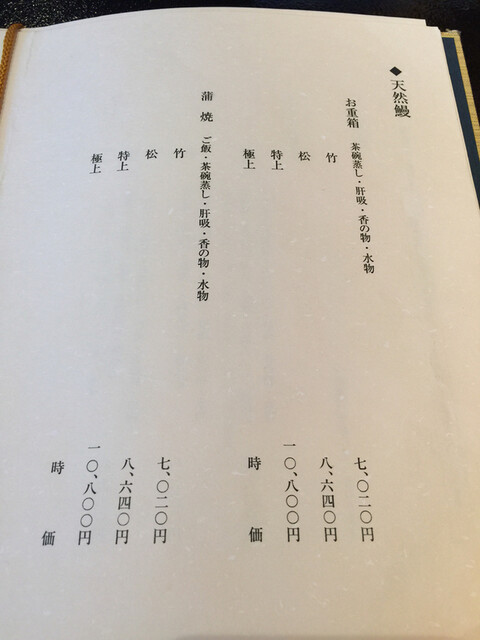 ◆天然鰻
お重箱 茶碗蒸し・肝吸・香の物・水物
竹 七、〇二〇円
松 八、六四〇円
特上 一〇、八〇〇円
極上 時価
蒲焼 ご飯・茶碗蒸し・肝吸・香の物・水物
竹 七、〇二〇円
松 八、六四〇円
特上 一〇、八〇〇円
極上 時価